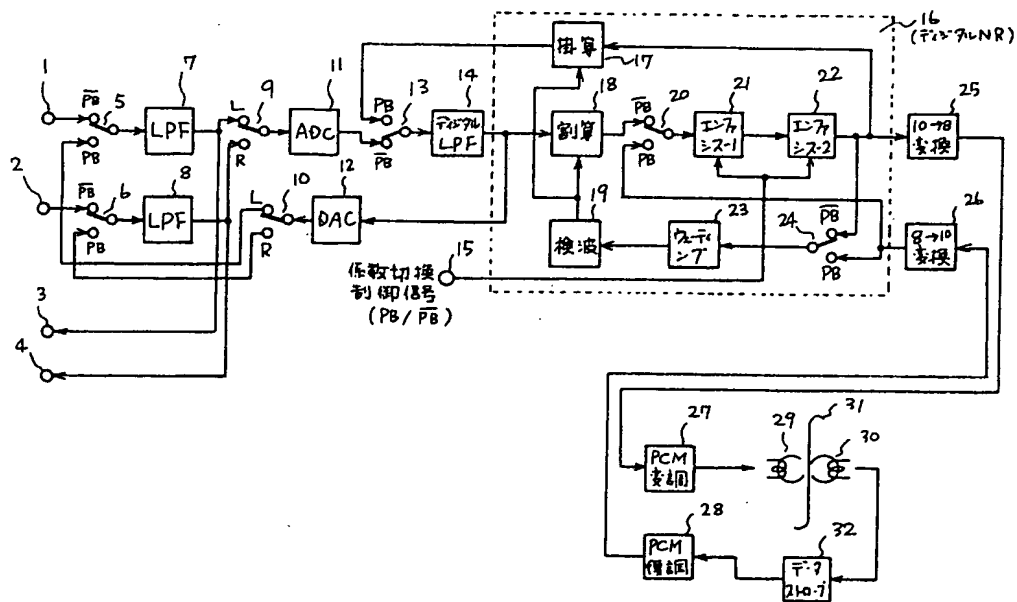 16
(ディジタルNR)
掛算
17
1
7
11
14
18
21
22
25
PB
5
LPF
L
9
ADC
PB
13
ディジタル
LPF
割算
PB
20
エンファ
シス-1
エンファ
シス-2
10→8
変換
PB
R
PB
PB
2
8
12
19
23
24
26
PB
6
LPF
L
10
DAC
検波
ウェーティ
ング
PB
8→10
変換
PB
R
PB
15
係数切換
制御信号
(PB/PB)
3
4
27
29
31
30
PCM
変調
28
32
PCM
復調
データ
ストローブ